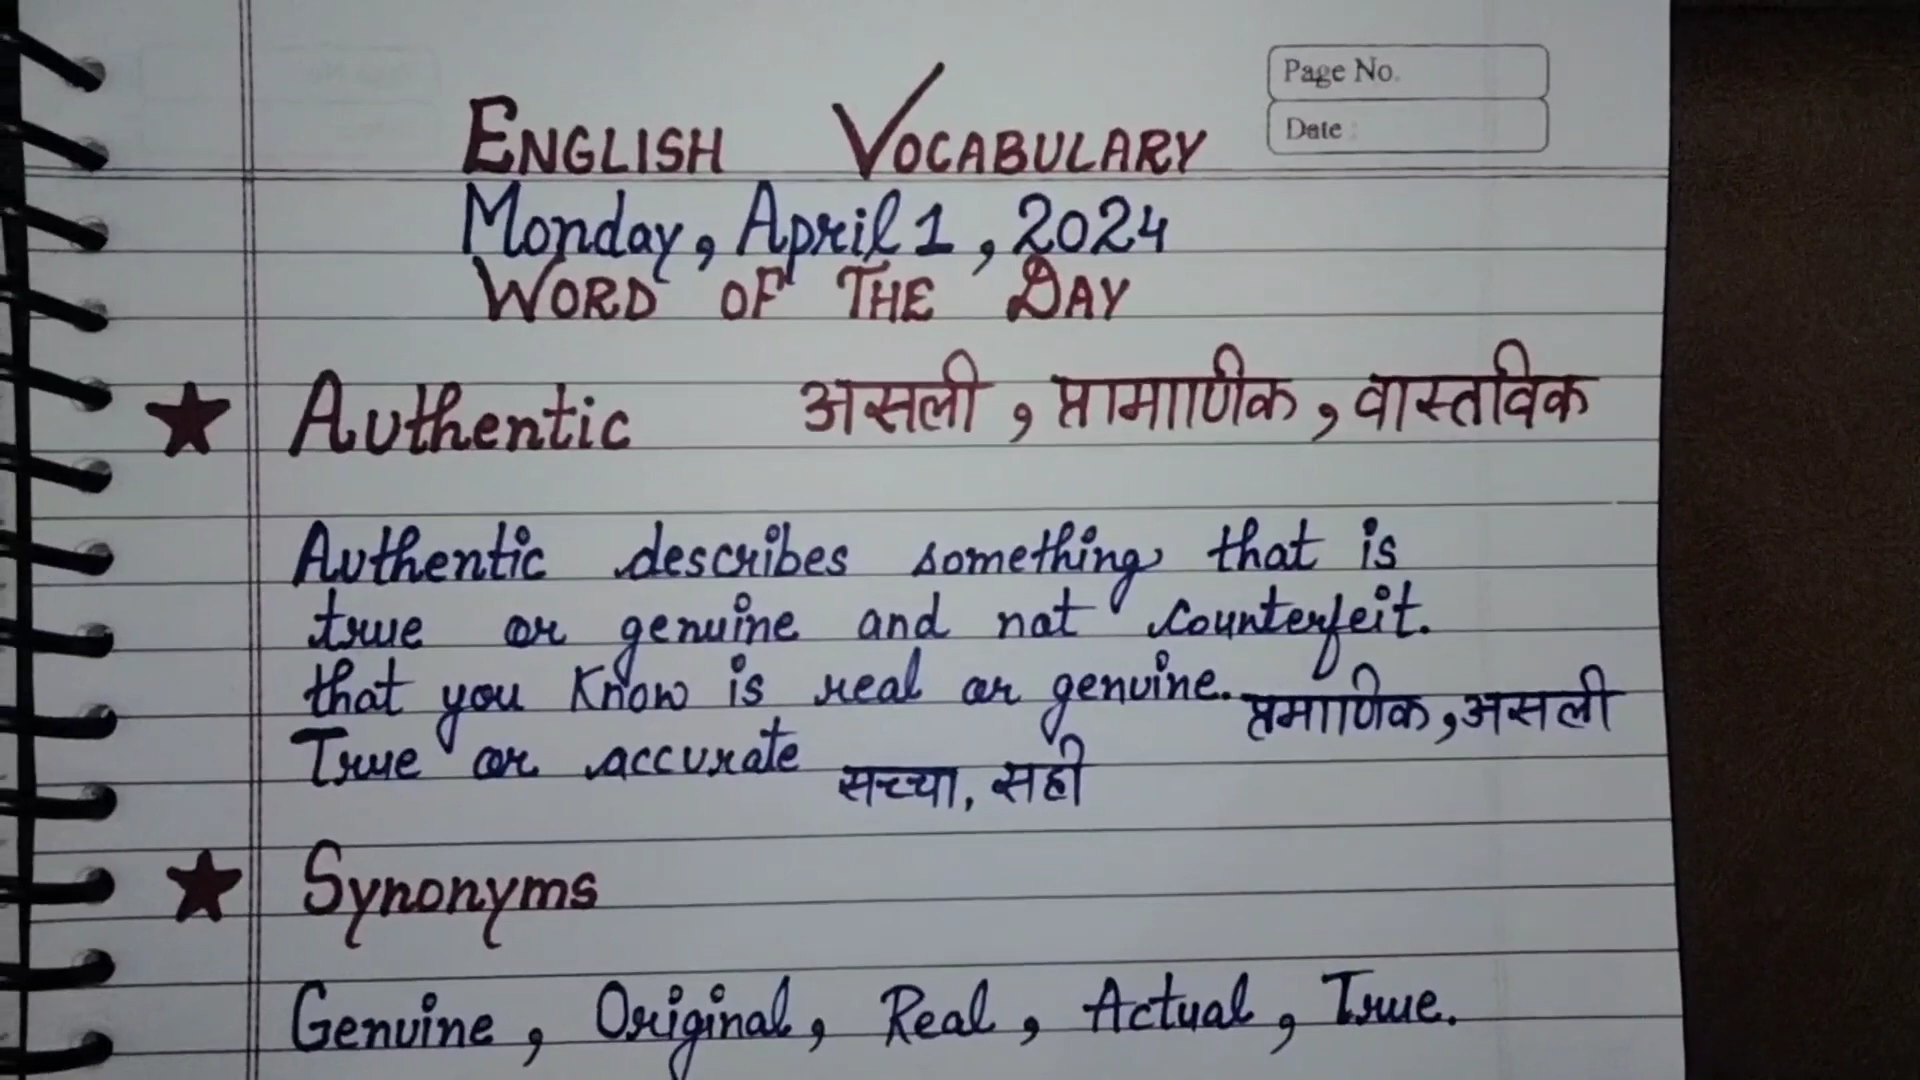 Page No.
Date :
ENGLISH VOCABULARY
Monday, April 1, 2024
WORD OF THE DAY
★ Authentic असली, प्रामाणिक, वास्तविक
Authentic describes something that is
true or genuine and not counterfeit.
that you know is real or genuine. प्रमाणिक, असली
True or accurate सच्चा, सही
★ Synonyms
Genuine, Original, Real, Actual, True.